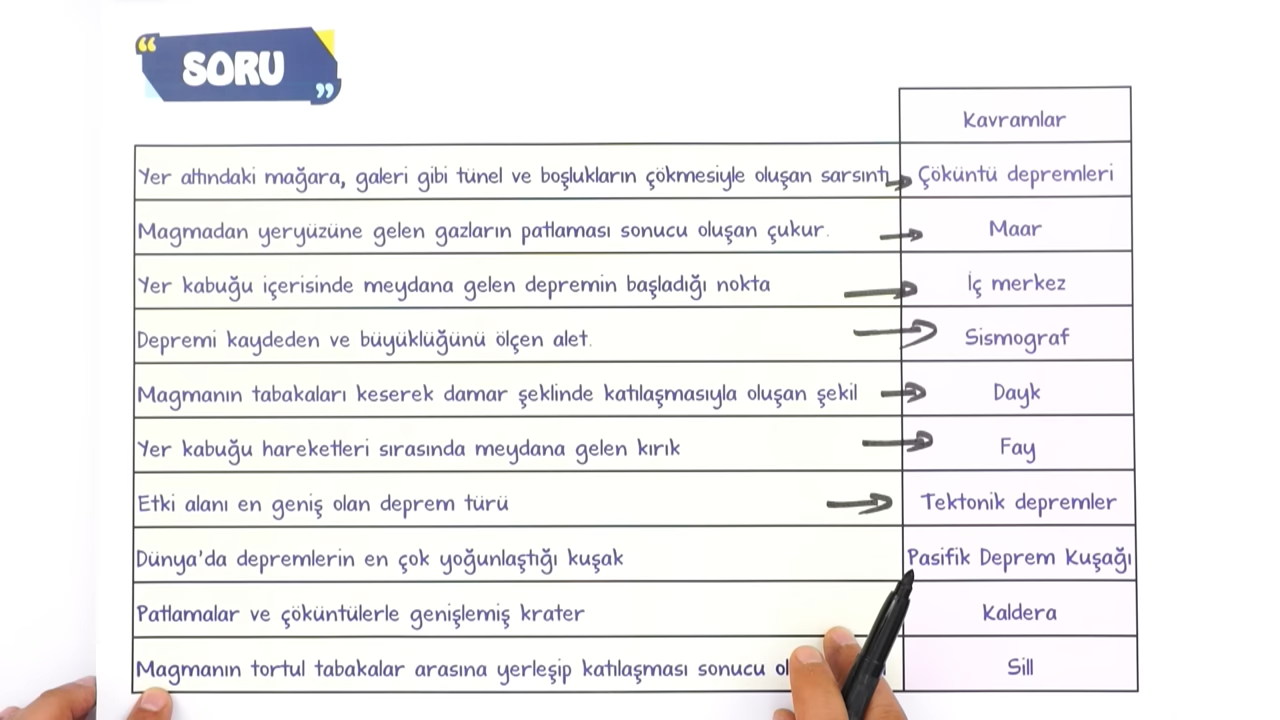 SORU
Kavramlar
Yer altındaki mağara, galeri gibi tünel ve boşlukların çökmesiyle oluşan sarsıntı Çöküntü depremleri
Magmadan yeryüzüne gelen gazların patlaması sonucu oluşan çukur. Maar
Yer kabuğu içerisinde meydana gelen depremin başladığı nokta İç merkez
Depremi kaydeden ve büyüklüğünü ölçen alet. Sismograf
Magmanın tabakaları keserek damar şeklinde katılaşmasıyla oluşan şekil Dayk
Yer kabuğu hareketleri sırasında meydana gelen kırık Fay
Etki alanı en geniş olan deprem türü Tektonik depremler
Dünya'da depremlerin en çok yoğunlaştığı kuşak Pasifik Deprem Kuşağı
Patlamalar ve çöküntülerle genişlemiş krater Kaldera
Magmanın tortul tabakalar arasına yerleşip katılaşması sonucu Sill